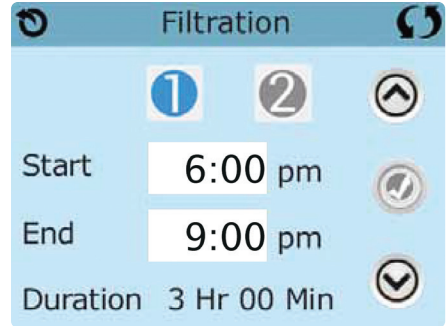 Filtration
1 2
Start 6:00 pm
End 9:00 pm
Duration 3 Hr 00 Min